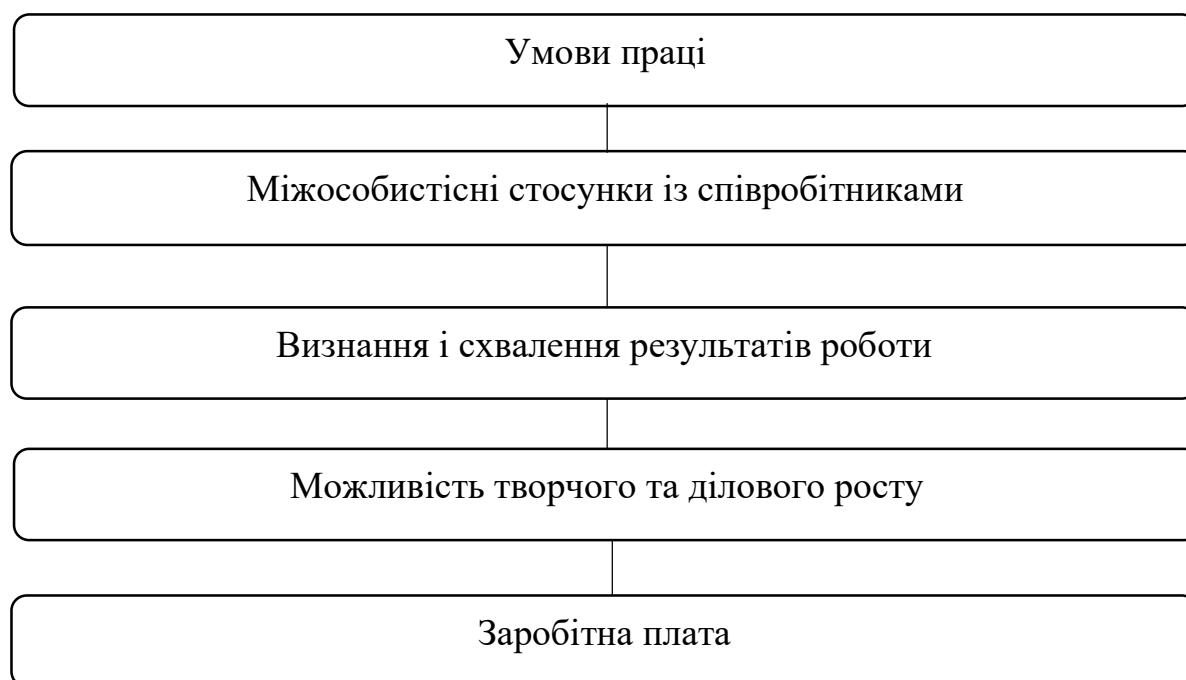 Умови праці
Міжособистісні стосунки із співробітниками
Визнання і схвалення результатів роботи
Можливість творчого та ділового росту
Заробітна плата